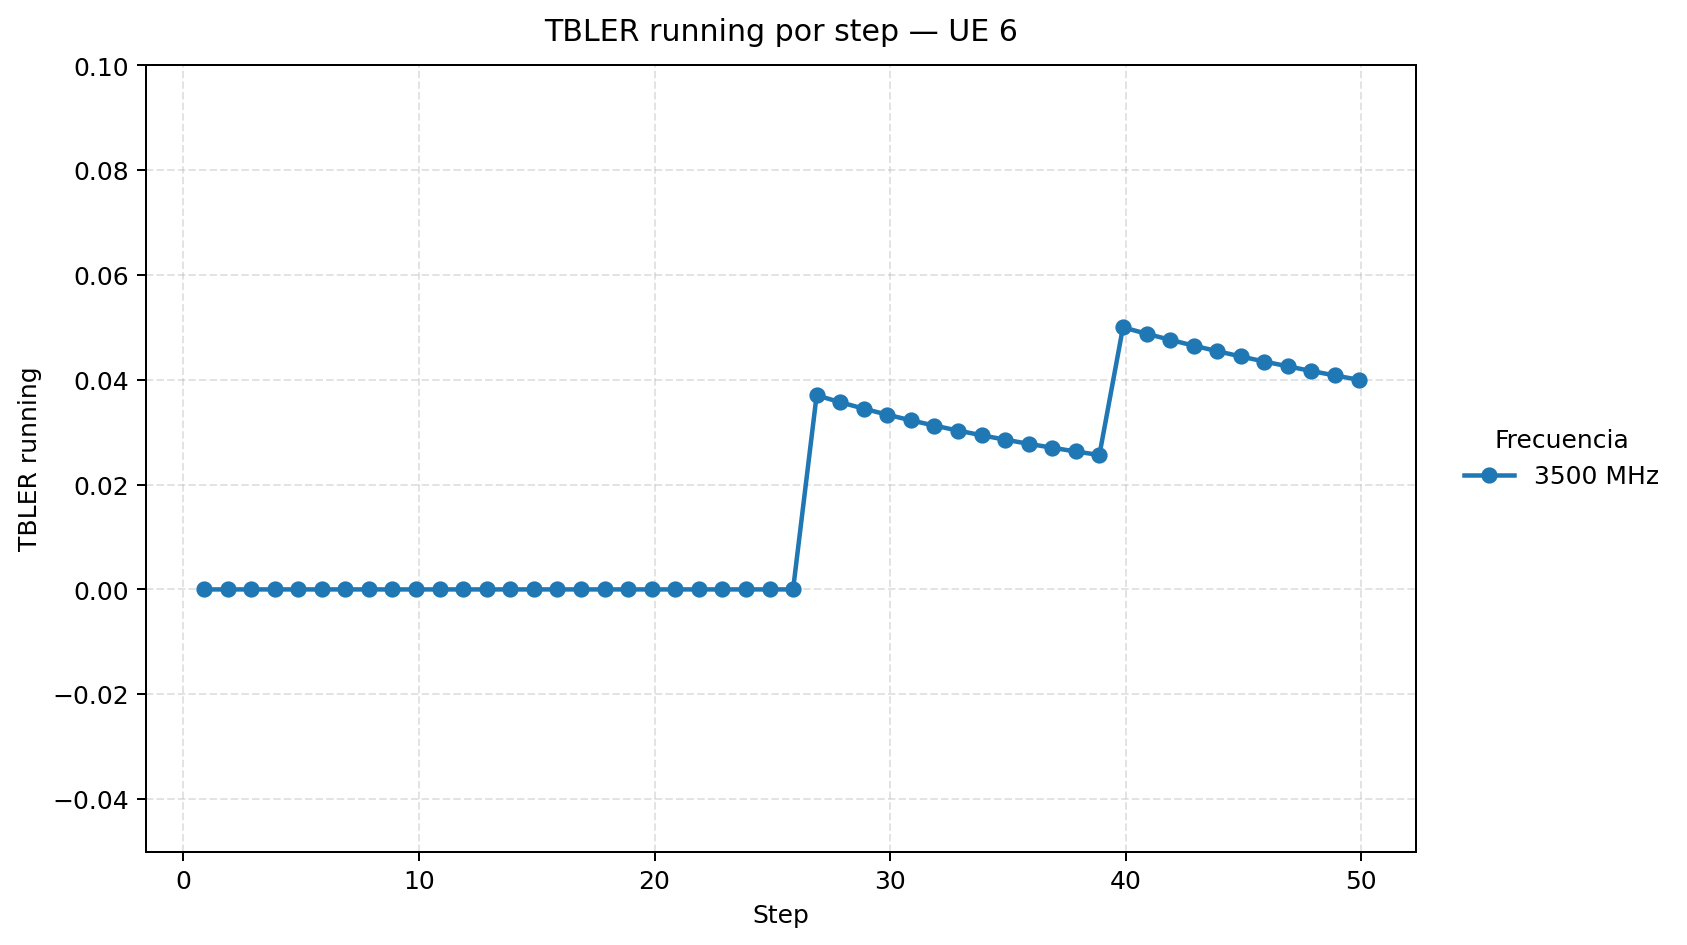 TBLER running por step — UE 6
0.10
0.08
0.06
0.04
0.02
0.00
−0.02
−0.04
TBLER running
0 10 20 30 40 50
Step
Frecuencia
3500 MHz